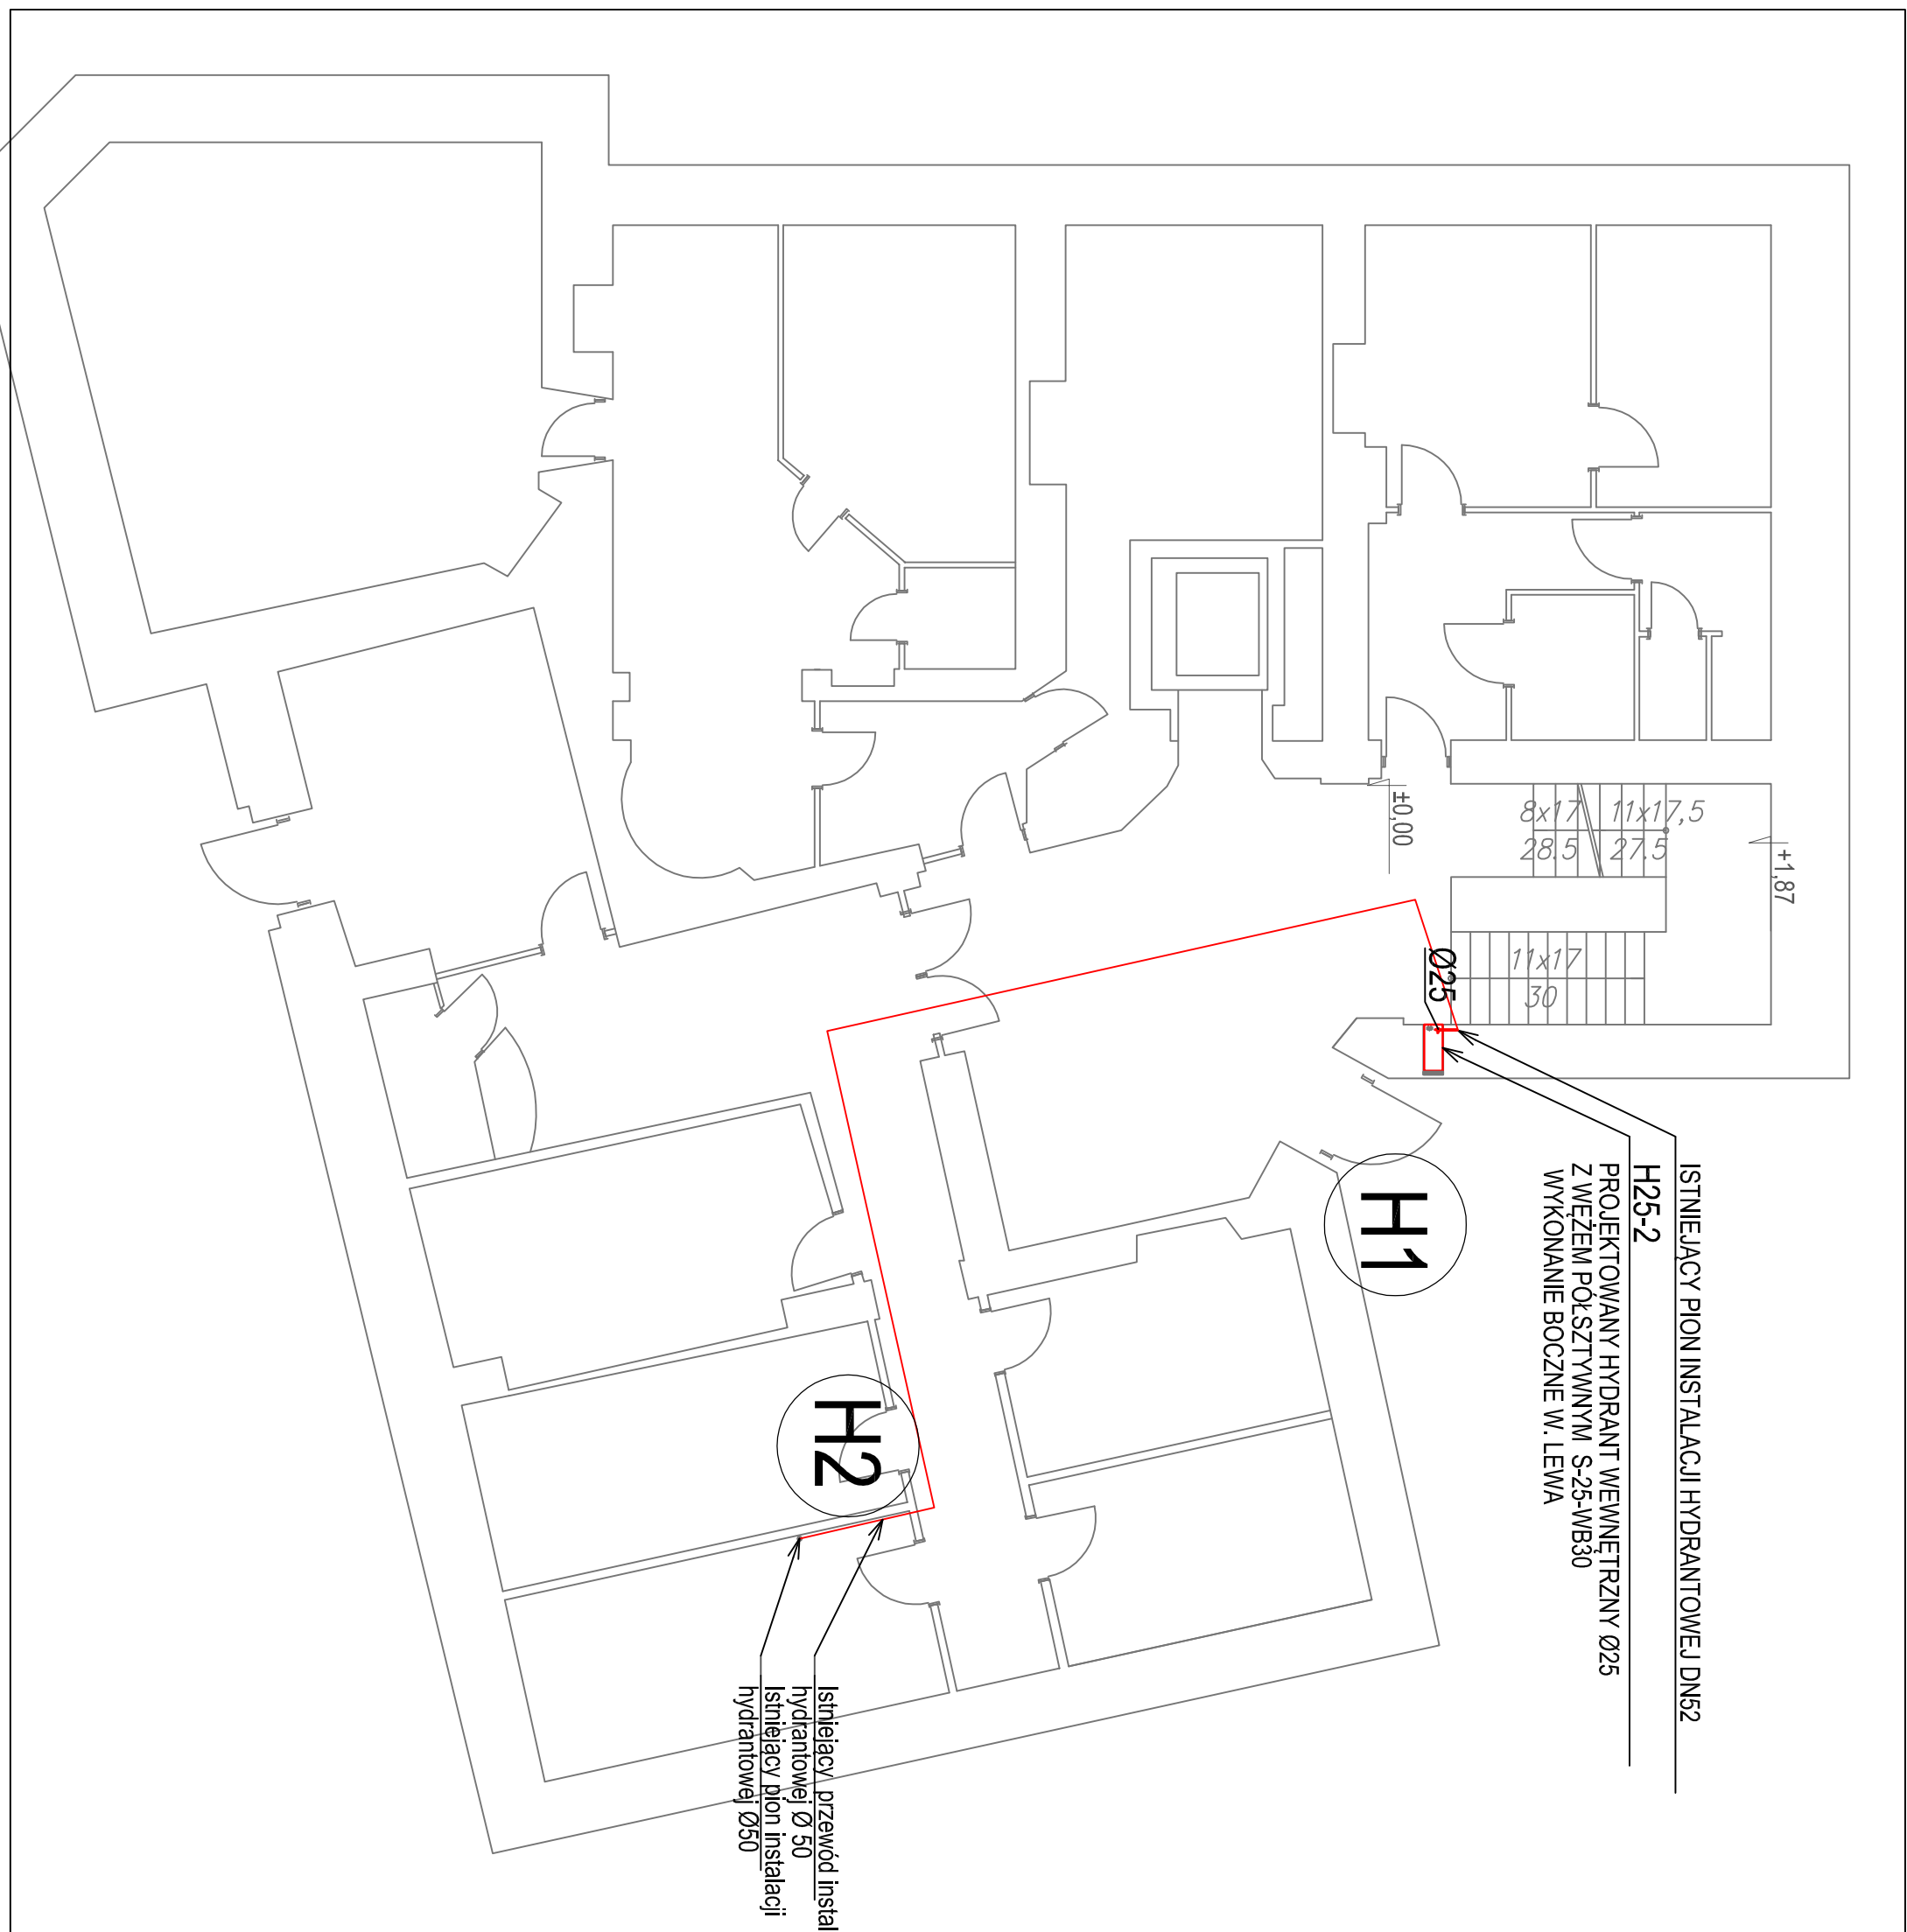 ISTNIEJĄCY PION INSTALACJI HYDRANTOWEJ DN52
H25-2
PROJEKTOWANY HYDRANT WEWNĘTRZNY Ø25
Z WĘŻEM PÓŁSZTYWNYM S-25-WB30
WYKONANIE BOCZNE W. LEWA
+1,87
±0,00
8x17
28.5
11x17,5
27.5
11x17
30
Ø25
H1
H2
Istniejący przewód instal
hydrantowej Ø 50
Istniejący pion instalacji
hydrantowej Ø50